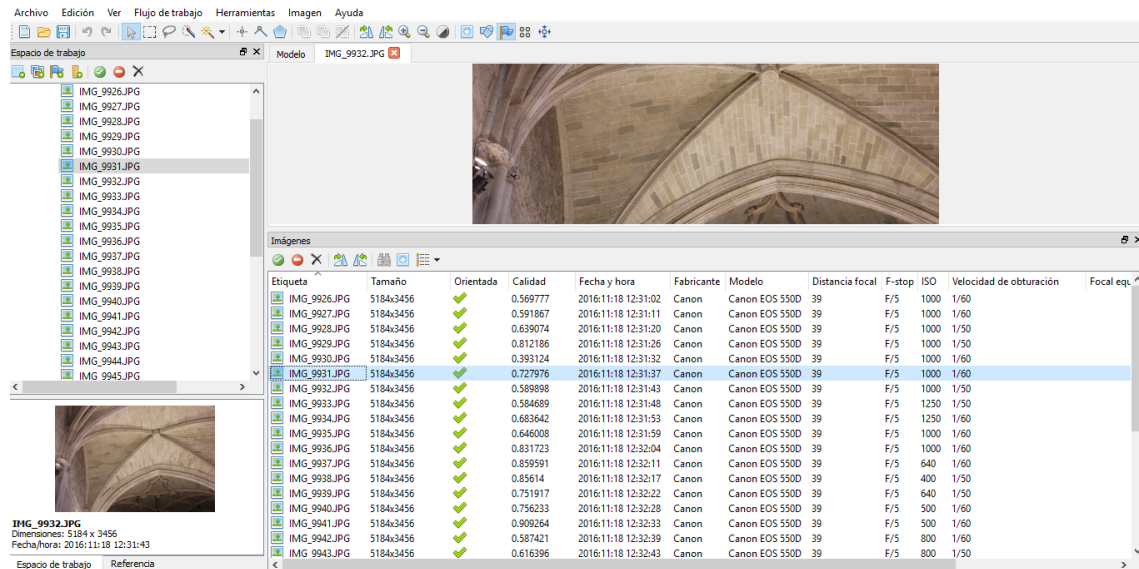 Archivo Edición Ver Flujo de trabajo Herramientas Imagen Ayuda
Espacio de trabajo
Modelo IMG_9932.JPG
IMG_9926.JPG
IMG_9927.JPG
IMG_9928.JPG
IMG_9929.JPG
IMG_9930.JPG
IMG_9931.JPG
IMG_9932.JPG
IMG_9933.JPG
IMG_9934.JPG
IMG_9935.JPG
IMG_9936.JPG
IMG_9937.JPG
IMG_9938.JPG
IMG_9939.JPG
IMG_9940.JPG
IMG_9941.JPG
IMG_9942.JPG
IMG_9943.JPG
IMG_9944.JPG
IMG_9945.JPG
IMG_9932.JPG
Dimensiones: 5184 x 3456
Fecha/hora: 2016:11:18 12:31:43
Espacio de trabajo Referencia
Imágenes
Etiqueta Tamaño Orientada Calidad Fecha y hora Fabricante Modelo Distancia focal F-stop ISO Velocidad de obturación Focal equ
IMG_9926.JPG 5184x3456 0.569777 2016:11:18 12:31:02 Canon Canon EOS 550D 39 F/5 1000 1/60
IMG_9927.JPG 5184x3456 0.591867 2016:11:18 12:31:11 Canon Canon EOS 550D 39 F/5 1000 1/60
IMG_9928.JPG 5184x3456 0.639074 2016:11:18 12:31:20 Canon Canon EOS 550D 39 F/5 1000 1/50
IMG_9929.JPG 5184x3456 0.812186 2016:11:18 12:31:26 Canon Canon EOS 550D 39 F/5 1000 1/50
IMG_9930.JPG 5184x3456 0.393124 2016:11:18 12:31:32 Canon Canon EOS 550D 39 F/5 1000 1/60
IMG_9931.JPG 5184x3456 0.727976 2016:11:18 12:31:37 Canon Canon EOS 550D 39 F/5 1000 1/60
IMG_9932.JPG 5184x3456 0.589898 2016:11:18 12:31:43 Canon Canon EOS 550D 39 F/5 1000 1/50
IMG_9933.JPG 5184x3456 0.584689 2016:11:18 12:31:48 Canon Canon EOS 550D 39 F/5 1250 1/50
IMG_9934.JPG 5184x3456 0.683642 2016:11:18 12:31:53 Canon Canon EOS 550D 39 F/5 1250 1/60
IMG_9935.JPG 5184x3456 0.646008 2016:11:18 12:31:59 Canon Canon EOS 550D 39 F/5 1000 1/60
IMG_9936.JPG 5184x3456 0.831723 2016:11:18 12:32:04 Canon Canon EOS 550D 39 F/5 1000 1/60
IMG_9937.JPG 5184x3456 0.859591 2016:11:18 12:32:11 Canon Canon EOS 550D 39 F/5 640 1/60
IMG_9938.JPG 5184x3456 0.85614 2016:11:18 12:32:17 Canon Canon EOS 550D 39 F/5 400 1/50
IMG_9939.JPG 5184x3456 0.751917 2016:11:18 12:32:22 Canon Canon EOS 550D 39 F/5 640 1/50
IMG_9940.JPG 5184x3456 0.756233 2016:11:18 12:32:28 Canon Canon EOS 550D 39 F/5 500 1/60
IMG_9941.JPG 5184x3456 0.909264 2016:11:18 12:32:33 Canon Canon EOS 550D 39 F/5 500 1/60
IMG_9942.JPG 5184x3456 0.587421 2016:11:18 12:32:39 Canon Canon EOS 550D 39 F/5 800 1/60
IMG_9943.JPG 5184x3456 0.616396 2016:11:18 12:32:43 Canon Canon EOS 550D 39 F/5 800 1/50